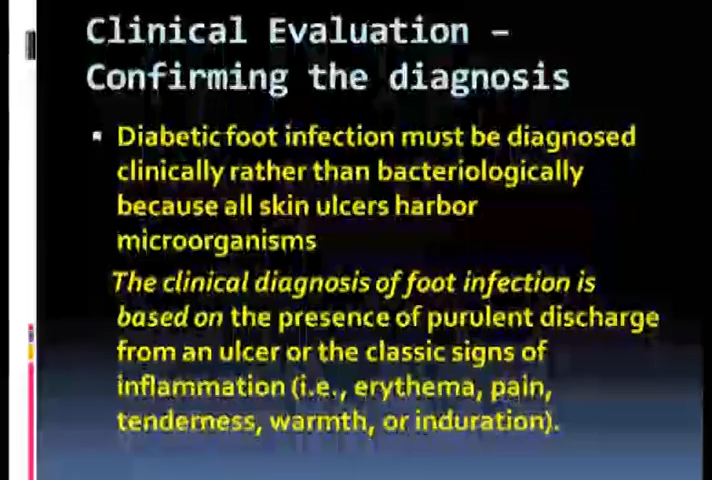 Clinical Evaluation –
Confirming the diagnosis
▪ Diabetic foot infection must be diagnosed
clinically rather than bacteriologically
because all skin ulcers harbor
microorganisms
The clinical diagnosis of foot infection is
based on the presence of purulent discharge
from an ulcer or the classic signs of
inflammation (i.e., erythema, pain,
tenderness, warmth, or induration).